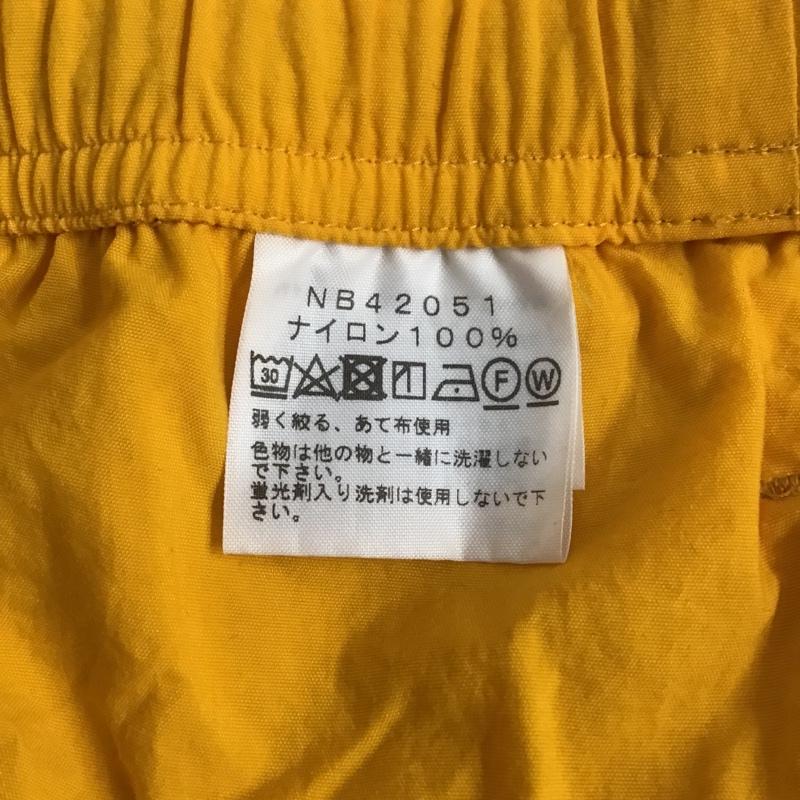 NB42051
ナイロン100%
30 F W
弱く絞る、あて布使用
色物は他の物と一緒に洗濯しない
で下さい。
蛍光剤入り洗剤は使用しないで下
さい。